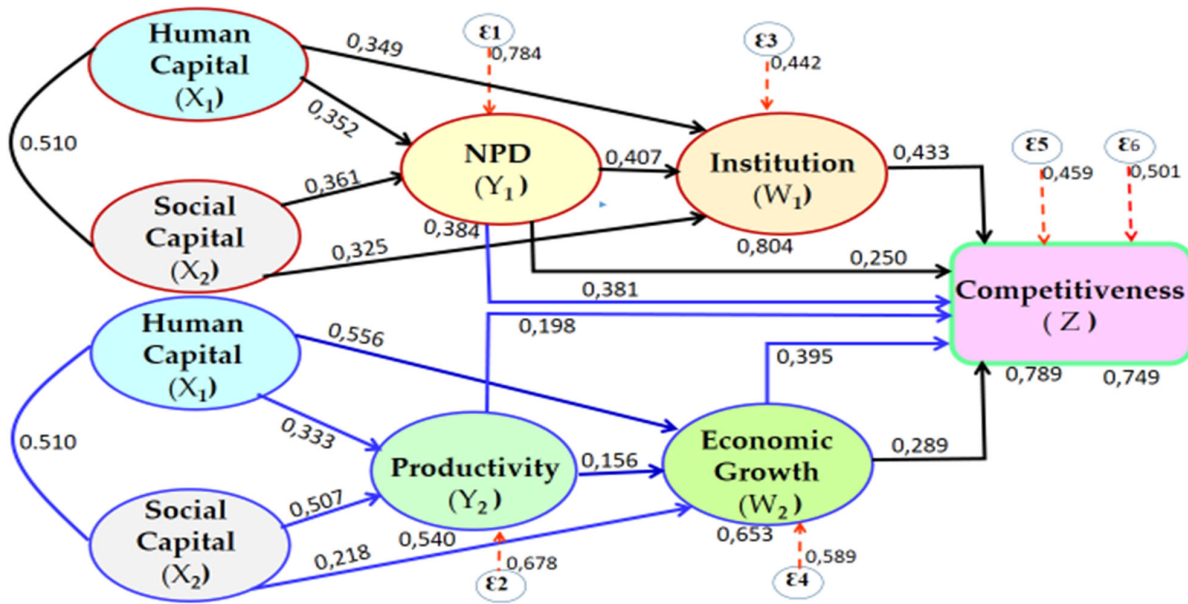 Human
Capital
(X1)
0.510
Social
Capital
(X2)
0,349
0,352
0,361
0,325
ε1
0,784
NPD
(Y1)
0,384
0,407
ε3
0,442
Institution
(W1)
0,804
0,433
0,250
0,381
0,198
ε5
0,459
ε6
0,501
Competitiveness
( Z )
0,789
0,749
Human
Capital
(X1)
0.510
Social
Capital
(X2)
0,556
0,333
0,507
0,218
Productivity
(Y2)
0,540
ε2
0,678
0,156
0,395
Economic
Growth
(W2)
0,653
ε4
0,589
0,289